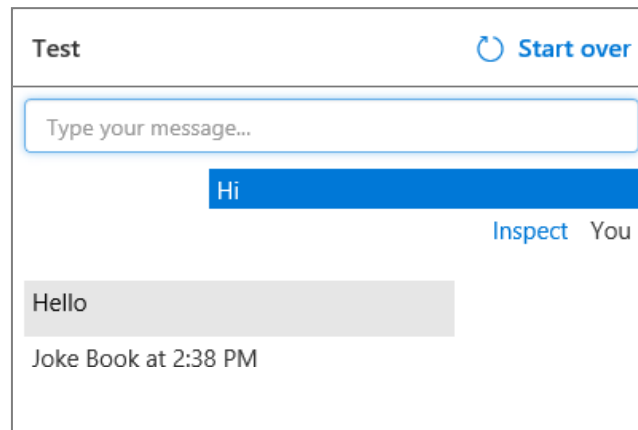 Test
Start over
Type your message...
Hi
Inspect You
Hello
Joke Book at 2:38 PM